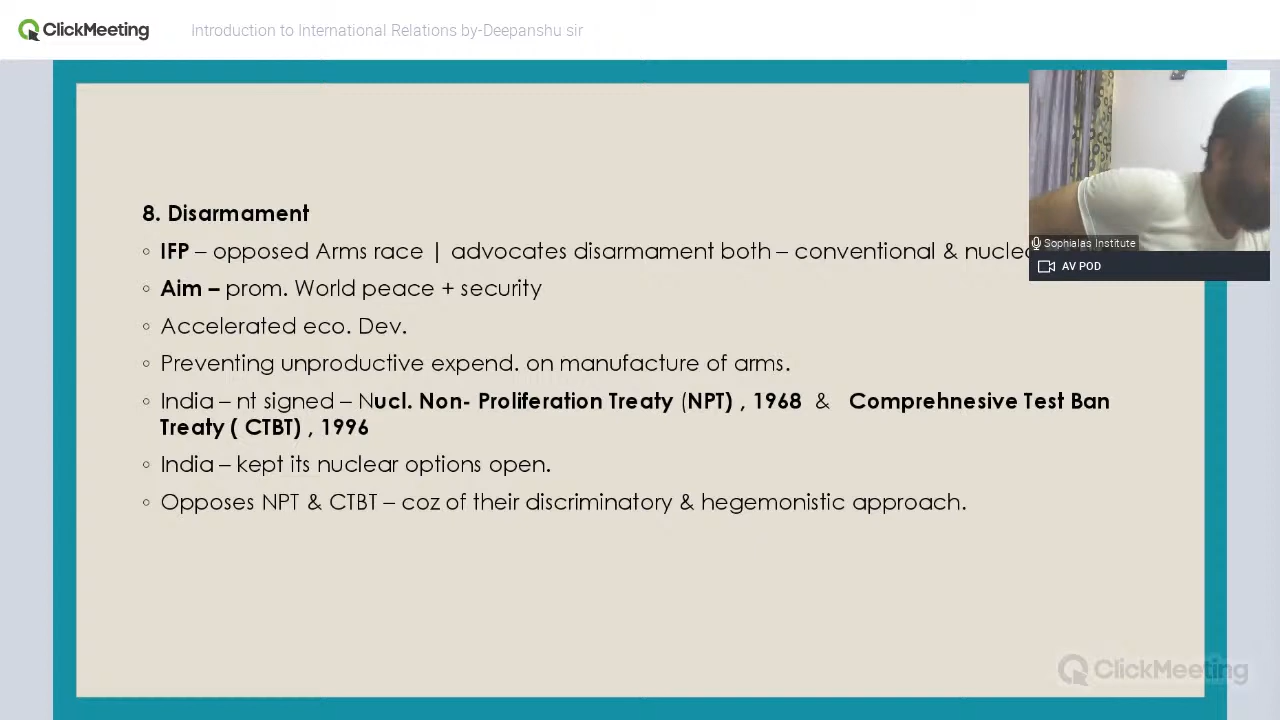 ClickMeeting
Introduction to International Relations by-Deepanshu sir
8. Disarmament
◦ IFP – opposed Arms race | advocates disarmament both – conventional &
Sophialas Institute
AV POD
◦ Aim – prom. World peace + security
◦ Accelerated eco. Dev.
◦ Preventing unproductive expend. on manufacture of arms.
◦ India – nt signed – Nucl. Non- Proliferation Treaty (NPT) , 1968 & Comprehnesive Test Ban
Treaty ( CTBT) , 1996
◦ India – kept its nuclear options open.
◦ Opposes NPT & CTBT – coz of their discriminatory & hegemonistic approach.
ClickMeeting